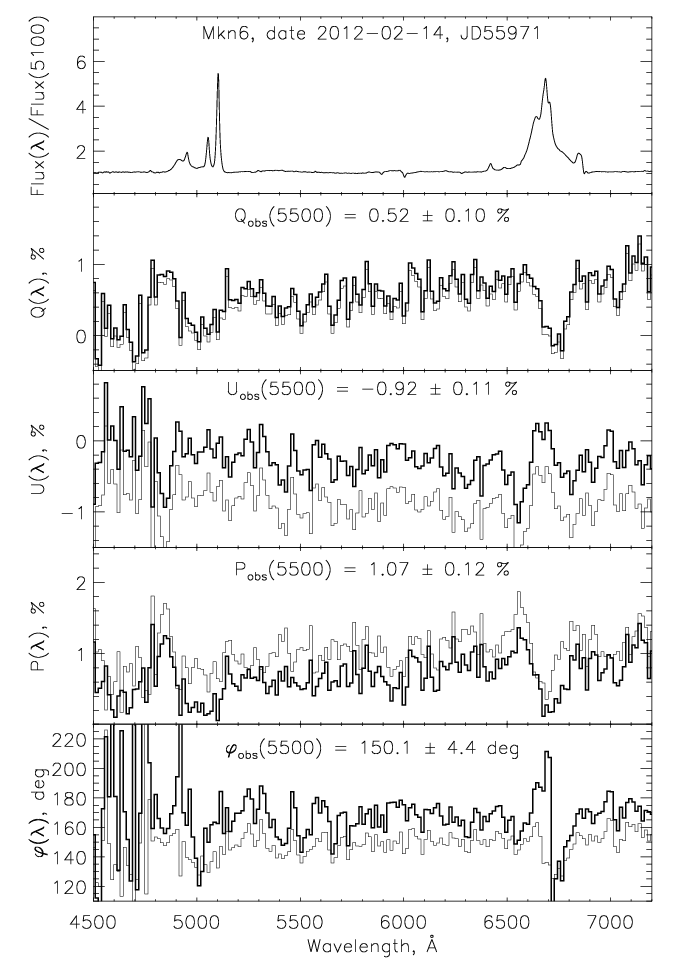 Mkn6, date 2012-02-14, JD55971
Flux(λ)/Flux(5100)
6
4
2
Qobs(5500) = 0.52 ± 0.10 %
Q(λ), %
1
0
Uobs(5500) = −0.92 ± 0.11 %
U(λ), %
0
−1
Pobs(5500) = 1.07 ± 0.12 %
P(λ), %
2
1
φobs(5500) = 150.1 ± 4.4 deg
φ(λ), deg
220
200
180
160
140
120
4500 5000 5500 6000 6500 7000
Wavelength, Å